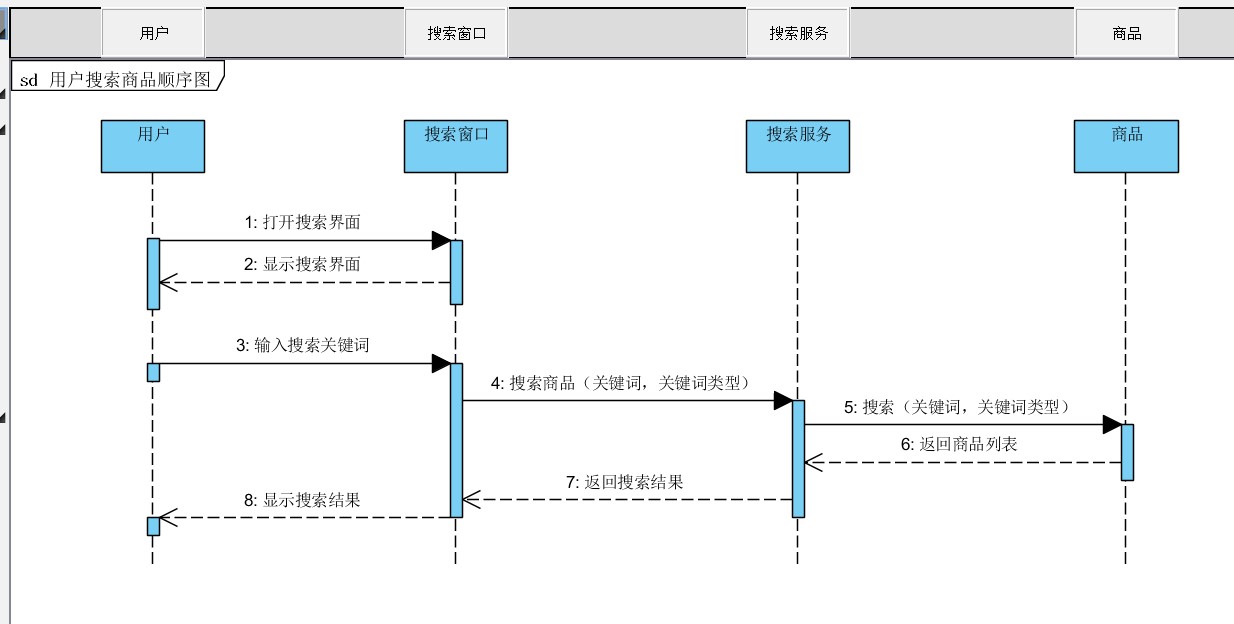 用户 搜索窗口 搜索服务 商品
sd 用户搜索商品顺序图
用户 搜索窗口 搜索服务 商品
1: 打开搜索界面
2: 显示搜索界面
3: 输入搜索关键词
4: 搜索商品（关键词，关键词类型）
5: 搜索（关键词，关键词类型）
6: 返回商品列表
7: 返回搜索结果
8: 显示搜索结果